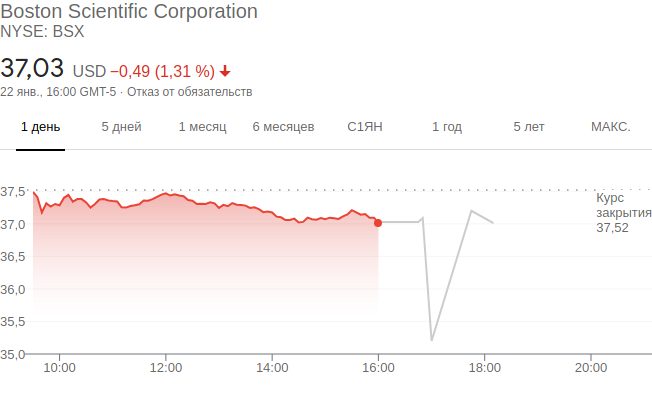 Boston Scientific Corporation
NYSE: BSX
37,03 USD −0,49 (1,31 %)
22 янв., 16:00 GMT-5 · Отказ от обязательств
1 день 5 дней 1 месяц 6 месяцев С1ЯН 1 год 5 лет МАКС.
37,5
Курс
закрытия
37,52
37,0
36,5
36,0
35,5
35,0
10:00 12:00 14:00 16:00 18:00 20:00